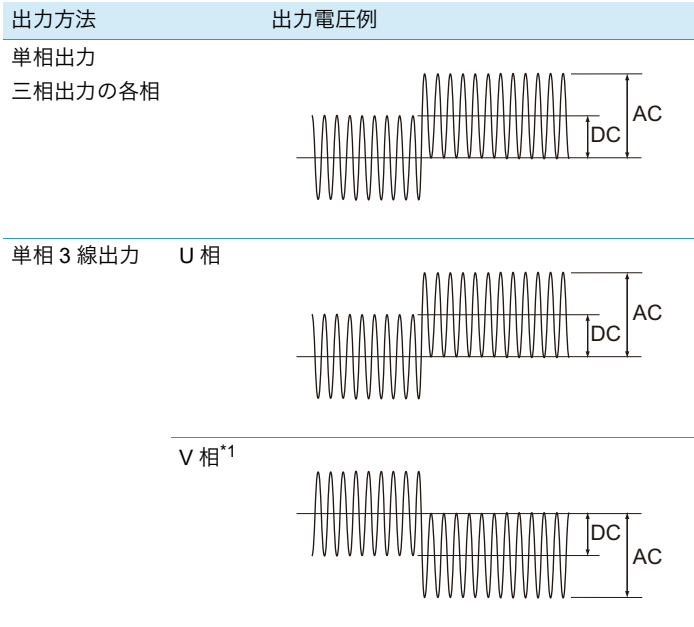 出力方法 出力電圧例
単相出力
三相出力の各相
AC
DC
単相 3 線出力 U 相
AC
DC
V 相*1
DC
AC